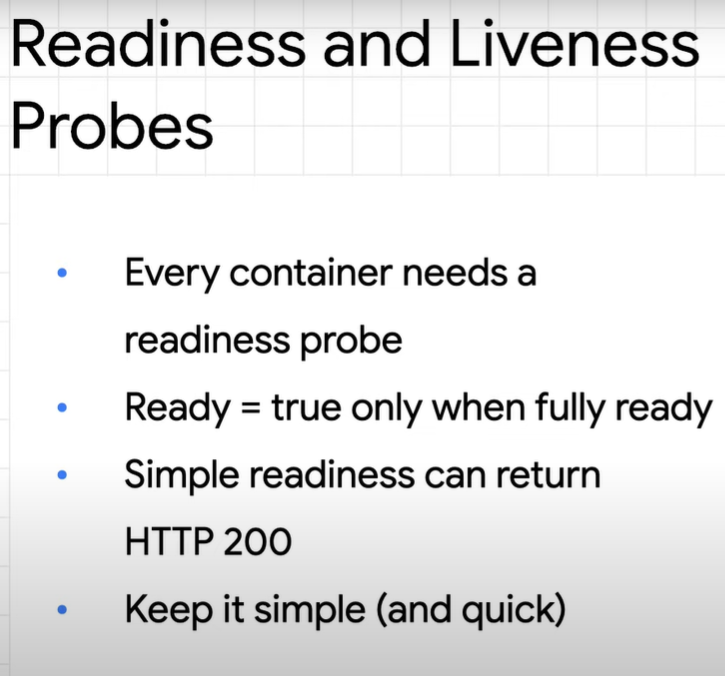 Readiness and Liveness
Probes
• Every container needs a
readiness probe
• Ready = true only when fully ready
• Simple readiness can return
HTTP 200
• Keep it simple (and quick)